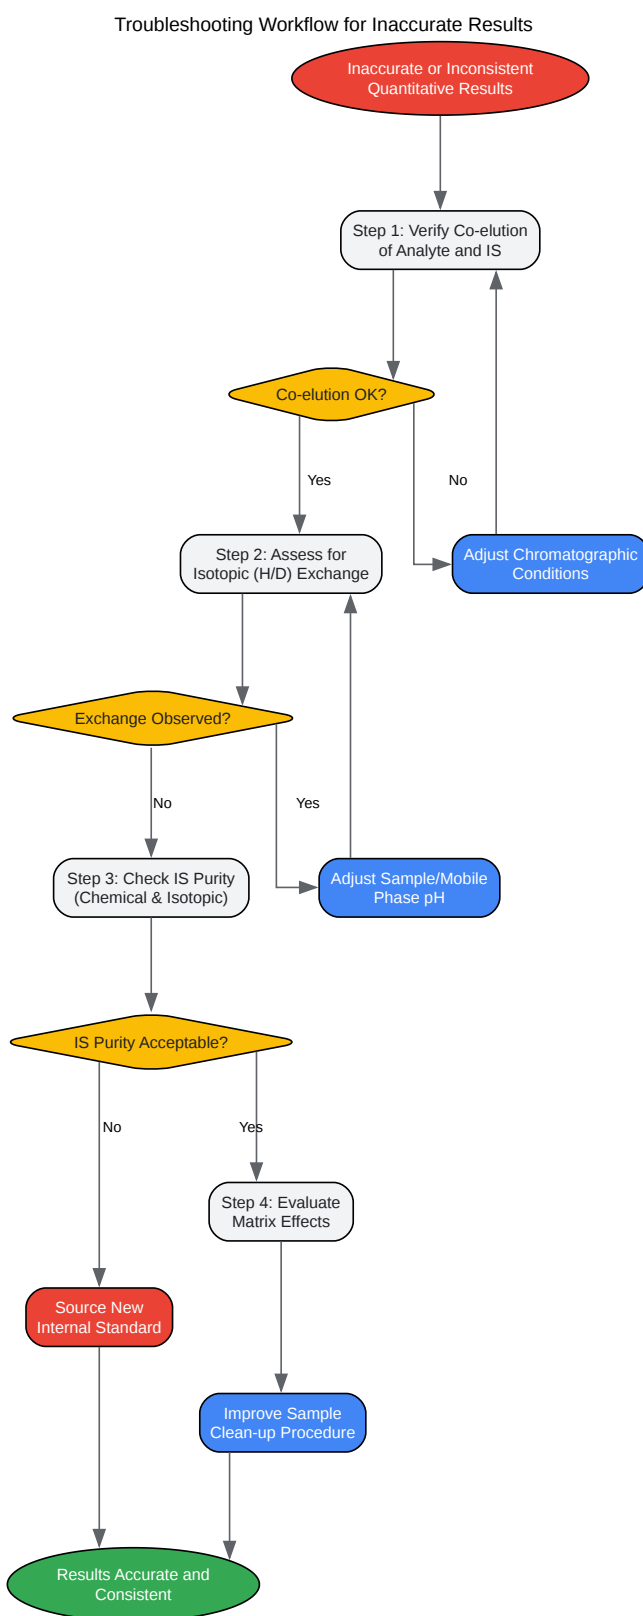 Troubleshooting Workflow for Inaccurate Results
Inaccurate or Inconsistent
Quantitative Results
Step 1: Verify Co-elution
of Analyte and IS
Co-elution OK?
Yes
No
Step 2: Assess for
Isotopic (H/D) Exchange
Adjust Chromatographic
Conditions
Exchange Observed?
No
Yes
Step 3: Check IS Purity
(Chemical & Isotopic)
Adjust Sample/Mobile
Phase pH
IS Purity Acceptable?
No
Yes
Step 4: Evaluate
Matrix Effects
Source New
Internal Standard
Improve Sample
Clean-up Procedure
Results Accurate and
Consistent